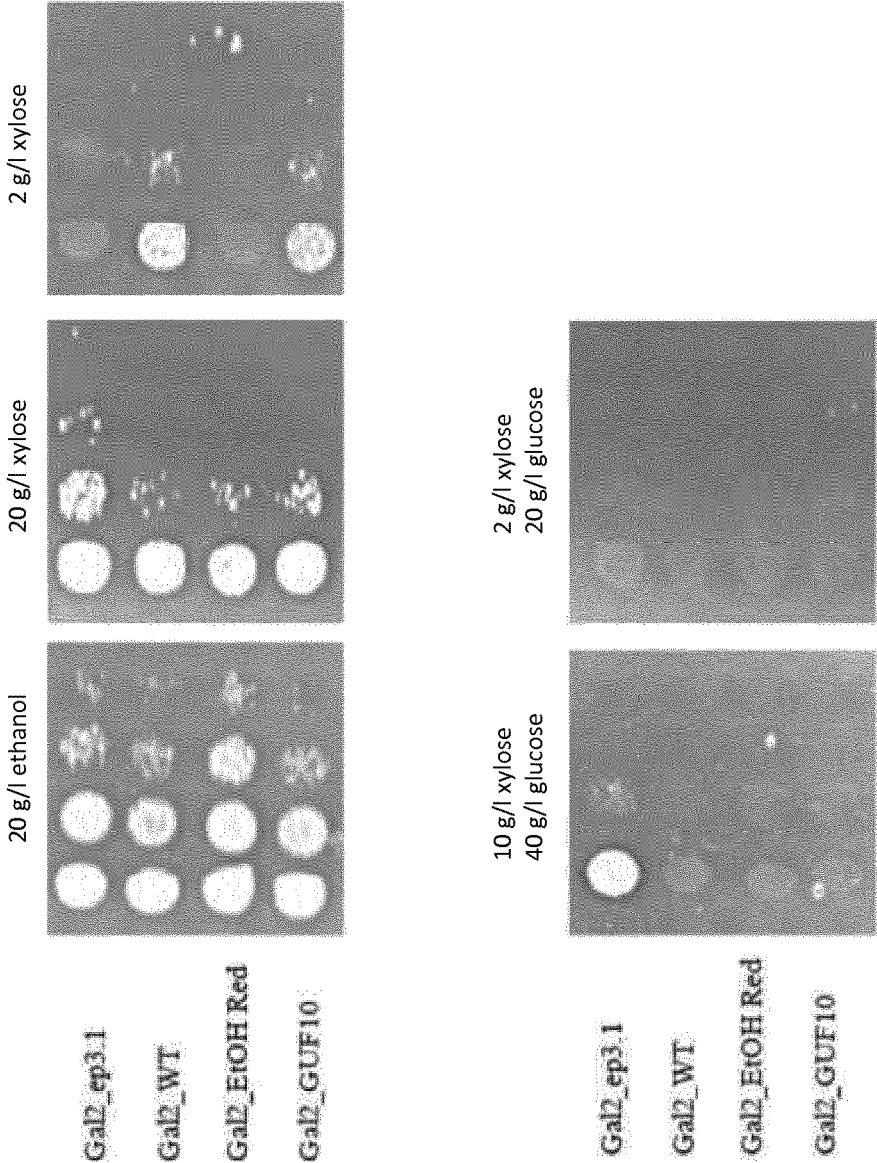 20 g/l ethanol
20 g/l xylose
2 g/l xylose
Gal2_ep3.1
Gal2_WT
Gal2_EtOH Red
Gal2_GUF10
10 g/l xylose
40 g/l glucose
2 g/l xylose
20 g/l glucose
Gal2_ep3.1
Gal2_WT
Gal2_EtOH Red
Gal2_GUF10